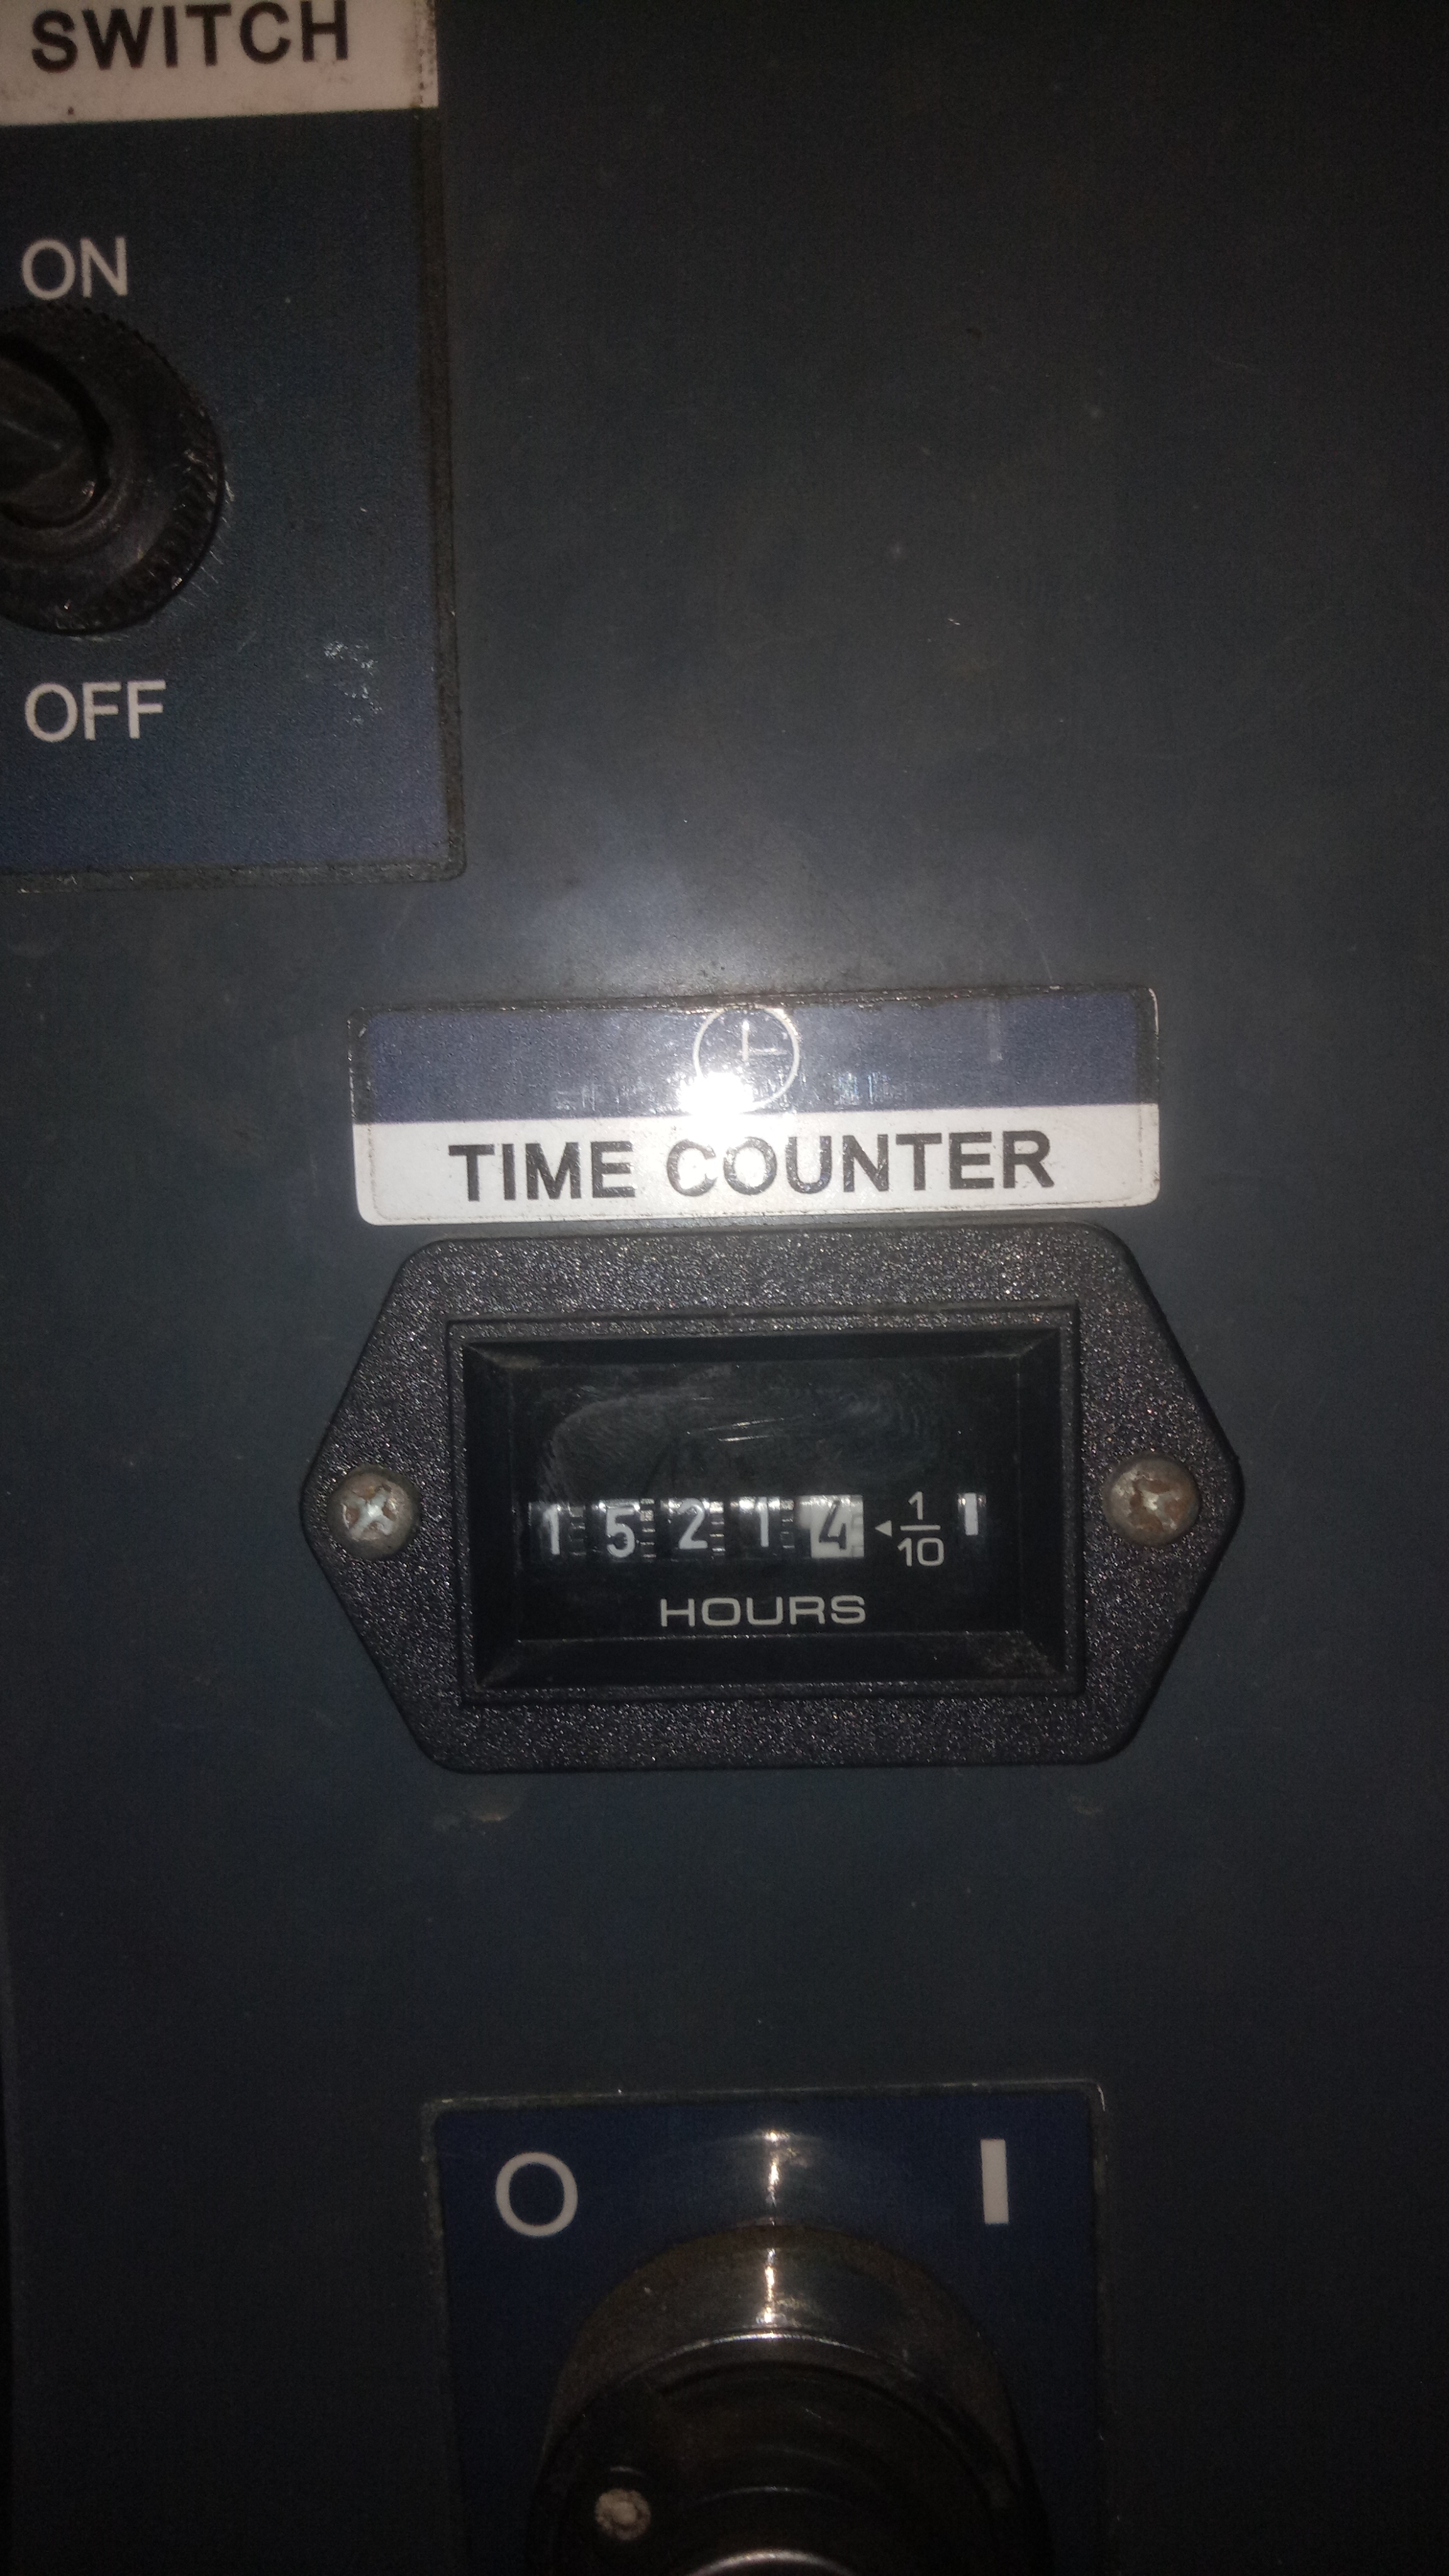 SWITCH
ON
OFF
TIME COUNTER
1 5 2 1 4 ◂ 1/10
HOURS
O I